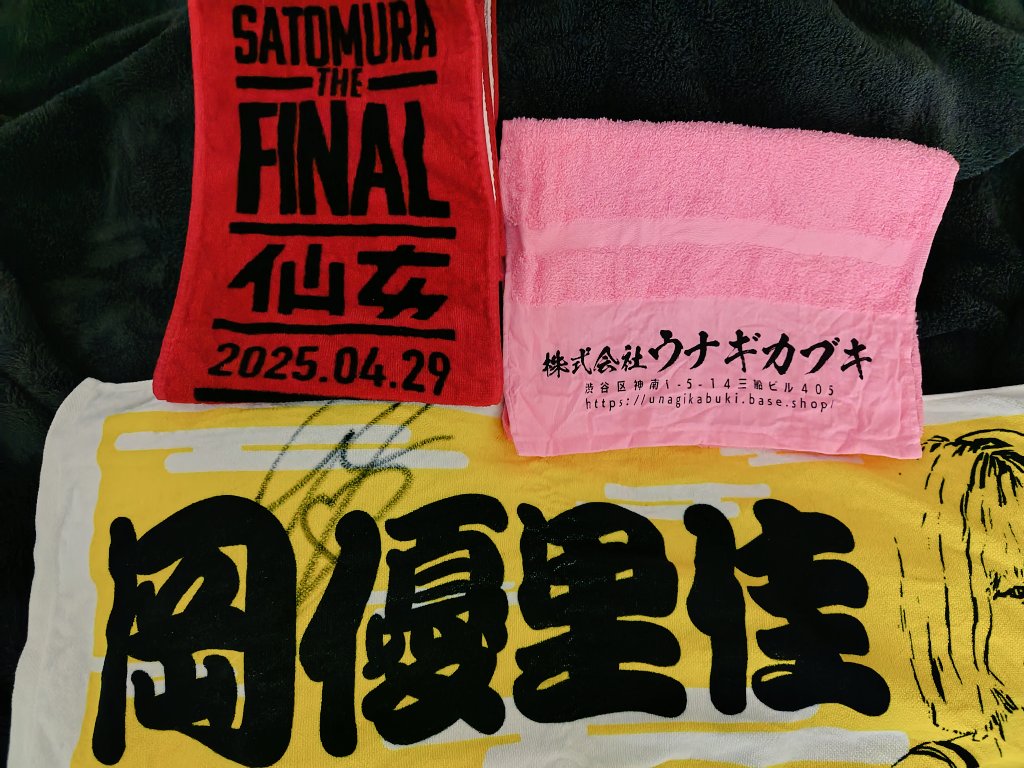 SATOMURA
THE
FINAL
仙女
2025.04.29
株式会社ウナギカブキ
渋谷区神南1-5-14三船ビル405
https://unagikabuki.base.shop/
岡優里佳